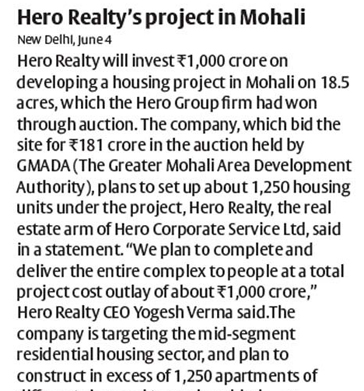 Hero Realty's project in Mohali
New Delhi, June 4
Hero Realty will invest ₹1,000 crore on
developing a housing project in Mohali on 18.5
acres, which the Hero Group firm had won
through auction. The company, which bid the
site for ₹181 crore in the auction held by
GMADA (The Greater Mohali Area Development
Authority), plans to set up about 1,250 housing
units under the project, Hero Realty, the real
estate arm of Hero Corporate Service Ltd, said
in a statement. “We plan to complete and
deliver the entire complex to people at a total
project cost outlay of about ₹1,000 crore,”
Hero Realty CEO Yogesh Verma said.The
company is targeting the mid-segment
residential housing sector, and plan to
construct in excess of 1,250 apartments of